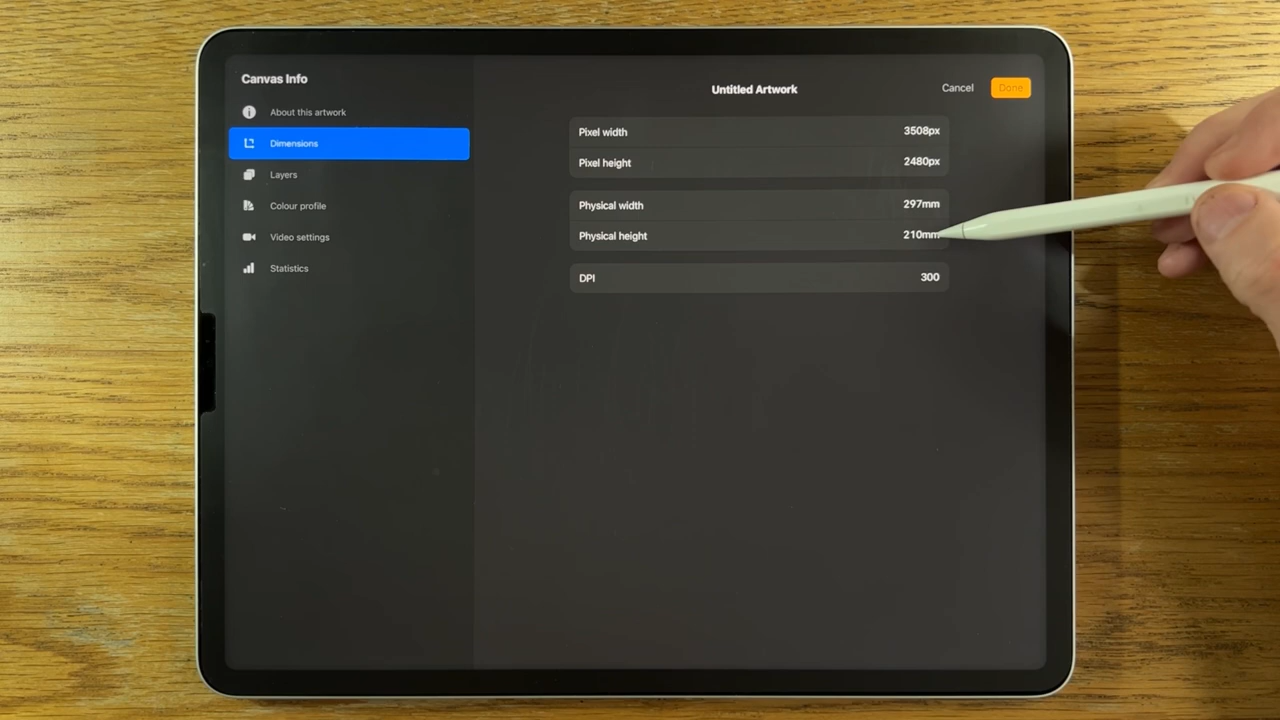 Canvas Info
About this artwork
Dimensions
Layers
Colour profile
Video settings
Statistics
Untitled Artwork
Cancel
Done
Pixel width 3508px
Pixel height 2480px
Physical width 297mm
Physical height 210mm
DPI 300